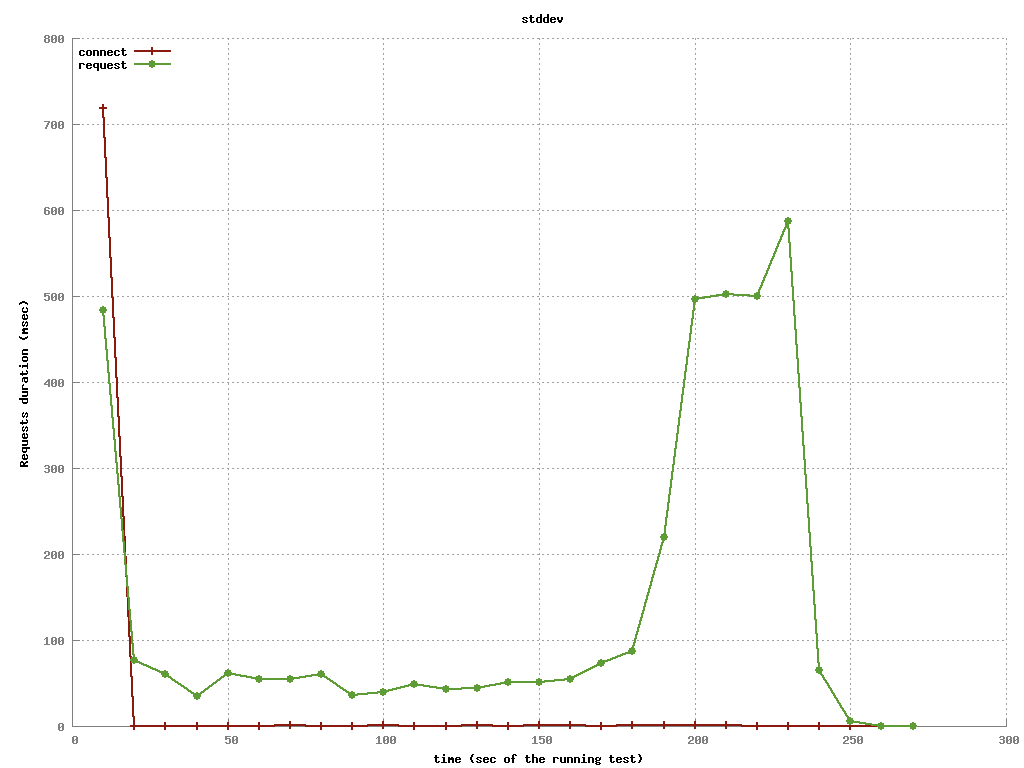 stddev
connect
request
800
700
600
500
400
300
200
100
0
Requests duration (msec)
0 50 100 150 200 250 300
time (sec of the running test)